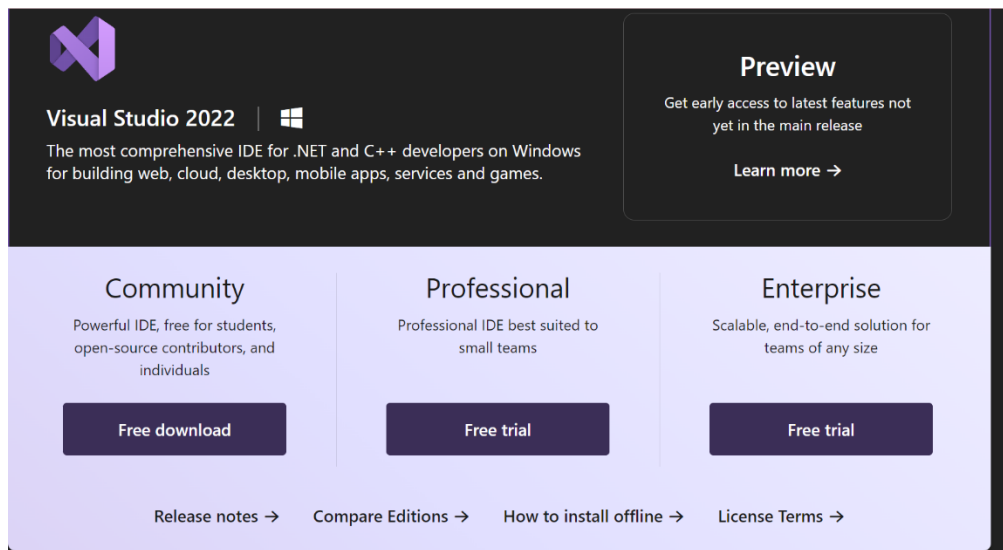 Visual Studio 2022
The most comprehensive IDE for .NET and C++ developers on Windows
for building web, cloud, desktop, mobile apps, services and games.
Preview
Get early access to latest features not
yet in the main release
Learn more →
Community
Powerful IDE, free for students,
open-source contributors, and
individuals
Free download
Professional
Professional IDE best suited to
small teams
Free trial
Enterprise
Scalable, end-to-end solution for
teams of any size
Free trial
Release notes → Compare Editions → How to install offline → License Terms →